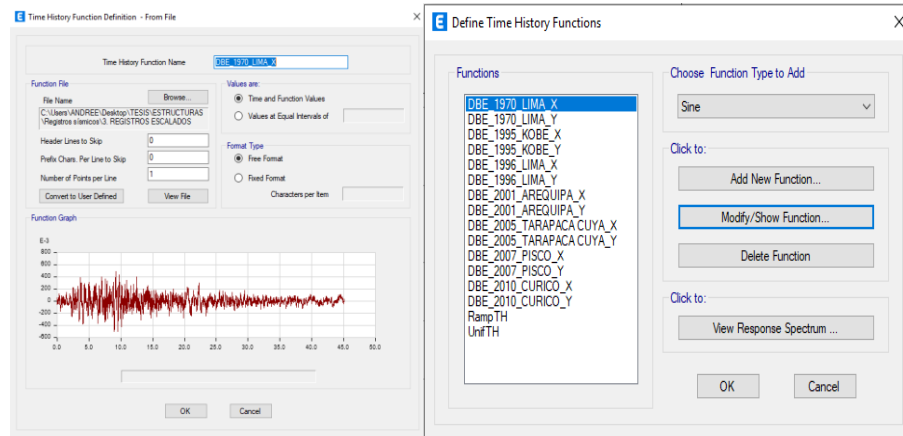 Time History Function Definition - From File
Time History Function Name
DBE_1970_LIMA_X
Function File
File Name
Browse...
C:\Users\ANDREE\Desktop\TESIS\ESTRUCTURAS
\Registros sísmicos\3. REGISTROS ESCALADOS
Header Lines to Skip
0
Prefix Chars. Per Line to Skip
0
Number of Points per Line
1
Convert to User Defined
View File
Values are:
Time and Function Values
Values at Equal Intervals of
Format Type
Free Format
Fixed Format
Characters per Item
Function Graph
E-3
800
600
400
200
0
-200
-400
-600
0.0 5.0 10.0 15.0 20.0 25.0 30.0 35.0 40.0 45.0 50.0
OK
Cancel
E Define Time History Functions
Functions
DBE_1970_LIMA_X
DBE_1970_LIMA_Y
DBE_1995_KOBE_X
DBE_1995_KOBE_Y
DBE_1996_LIMA_X
DBE_1996_LIMA_Y
DBE_2001_AREQUIPA_X
DBE_2001_AREQUIPA_Y
DBE_2005_TARAPACA CUYA_X
DBE_2005_TARAPACA CUYA_Y
DBE_2007_PISCO_X
DBE_2007_PISCO_Y
DBE_2010_CURICO_X
DBE_2010_CURICO_Y
RampTH
UnifTH
Choose Function Type to Add
Sine
Click to:
Add New Function...
Modify/Show Function...
Delete Function
Click to:
View Response Spectrum ...
OK
Cancel